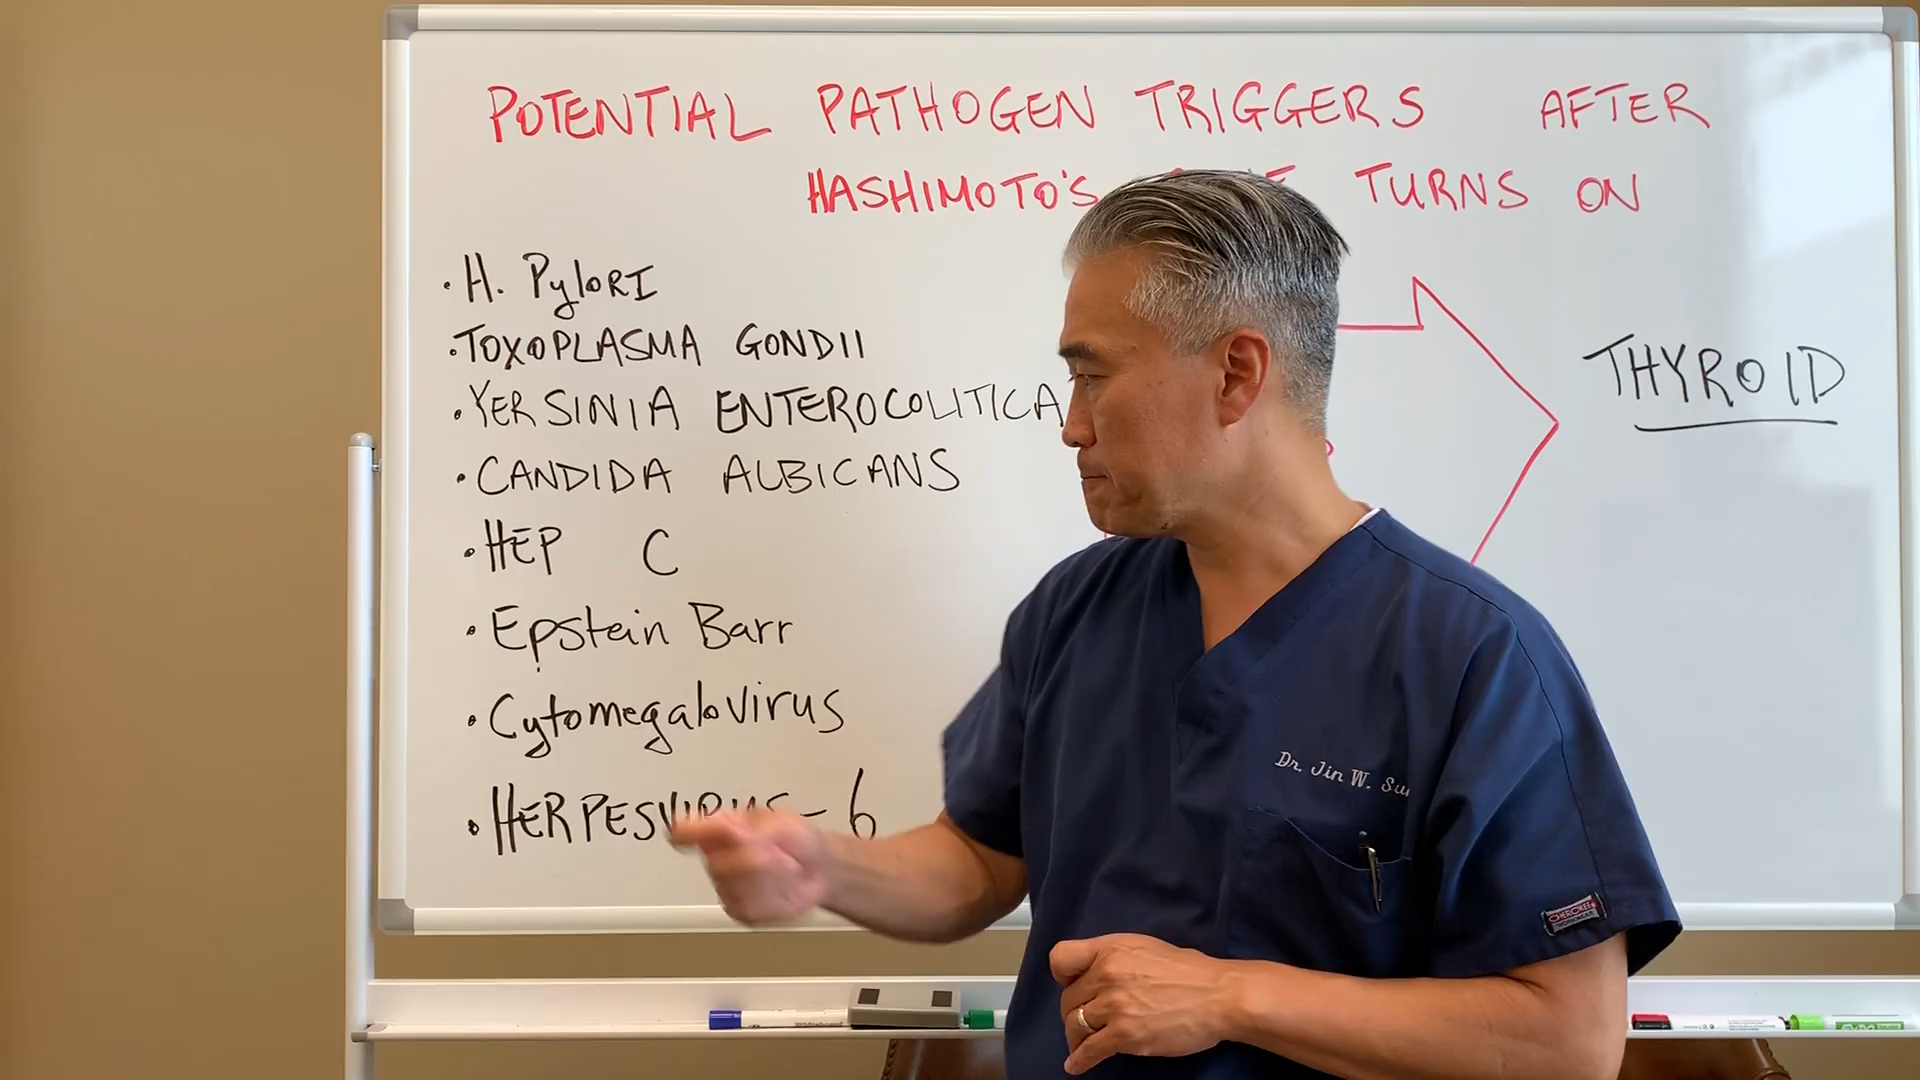 POTENTIAL PATHOGEN TRIGGERS AFTER
HASHIMOTO'S TURNS ON
• H. PyloRI
• TOXOPLASMA GONDII
• YERSINIA ENTEROCOLITICA
• CANDIDA ALBICANS
• HEP C
• Epstein Barr
• Cytomegalovirus
• HERPESVIRUS - 6
THYROID
Dr. Jin W.
CHEROKEE